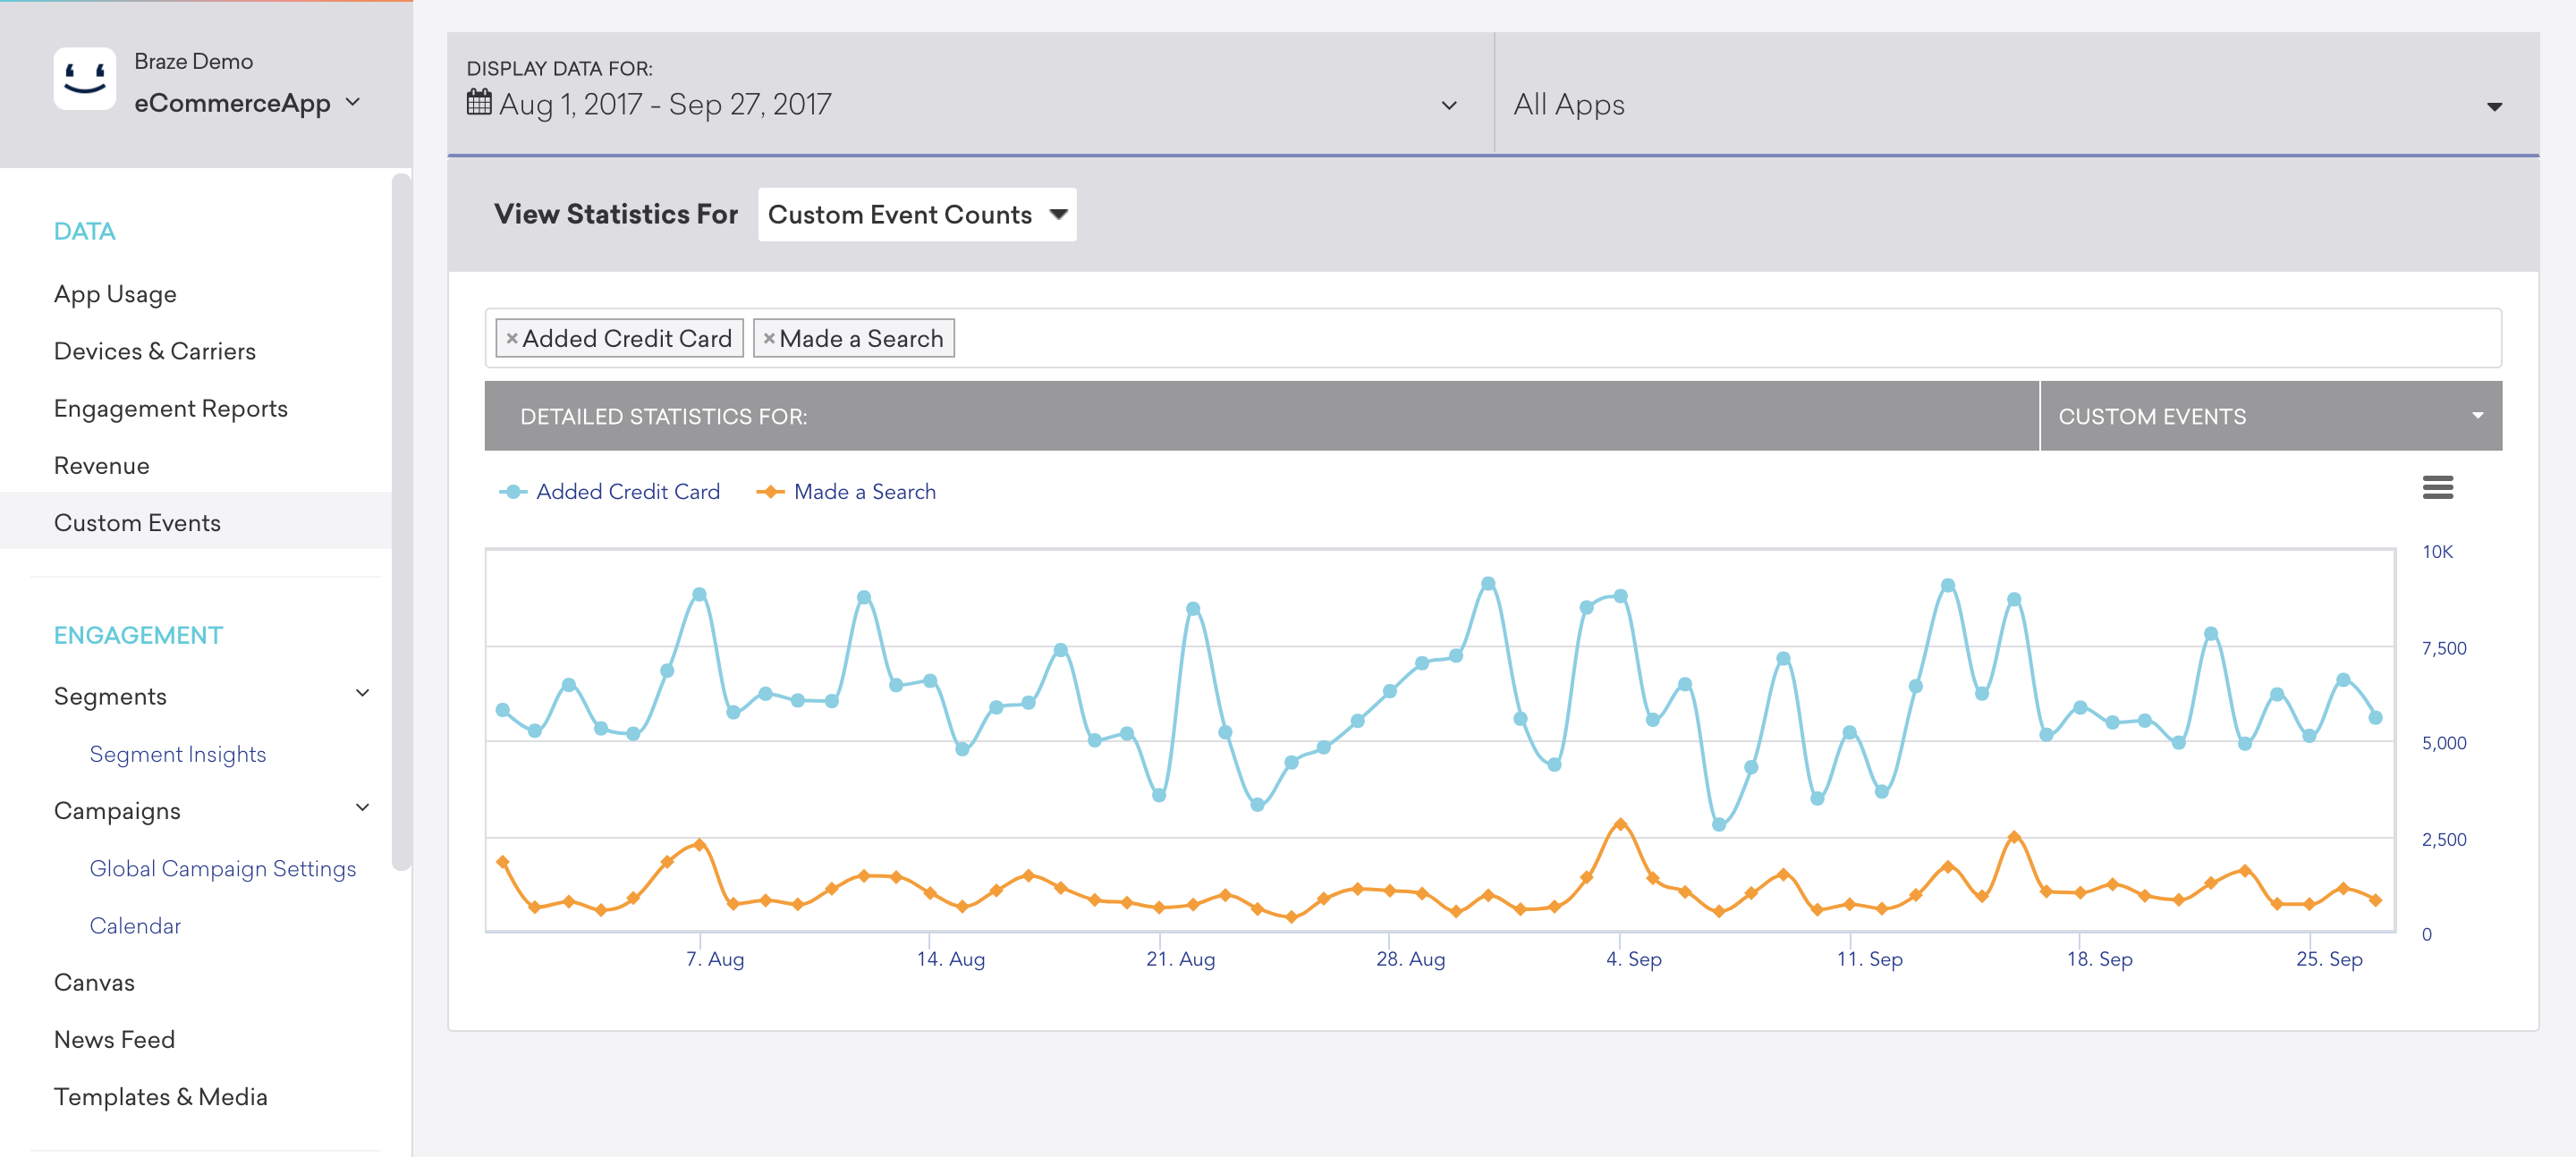 Braze Demo
eCommerceApp
DATA
App Usage
Devices & Carriers
Engagement Reports
Revenue
Custom Events
ENGAGEMENT
Segments
Segment Insights
Campaigns
Global Campaign Settings
Calendar
Canvas
News Feed
Templates & Media
DISPLAY DATA FOR:
Aug 1, 2017 - Sep 27, 2017
All Apps
View Statistics For Custom Event Counts
×Added Credit Card ×Made a Search
DETAILED STATISTICS FOR: CUSTOM EVENTS
Added Credit Card Made a Search
10K
7,500
5,000
2,500
0
7. Aug 14. Aug 21. Aug 28. Aug 4. Sep 11. Sep 18. Sep 25. Sep